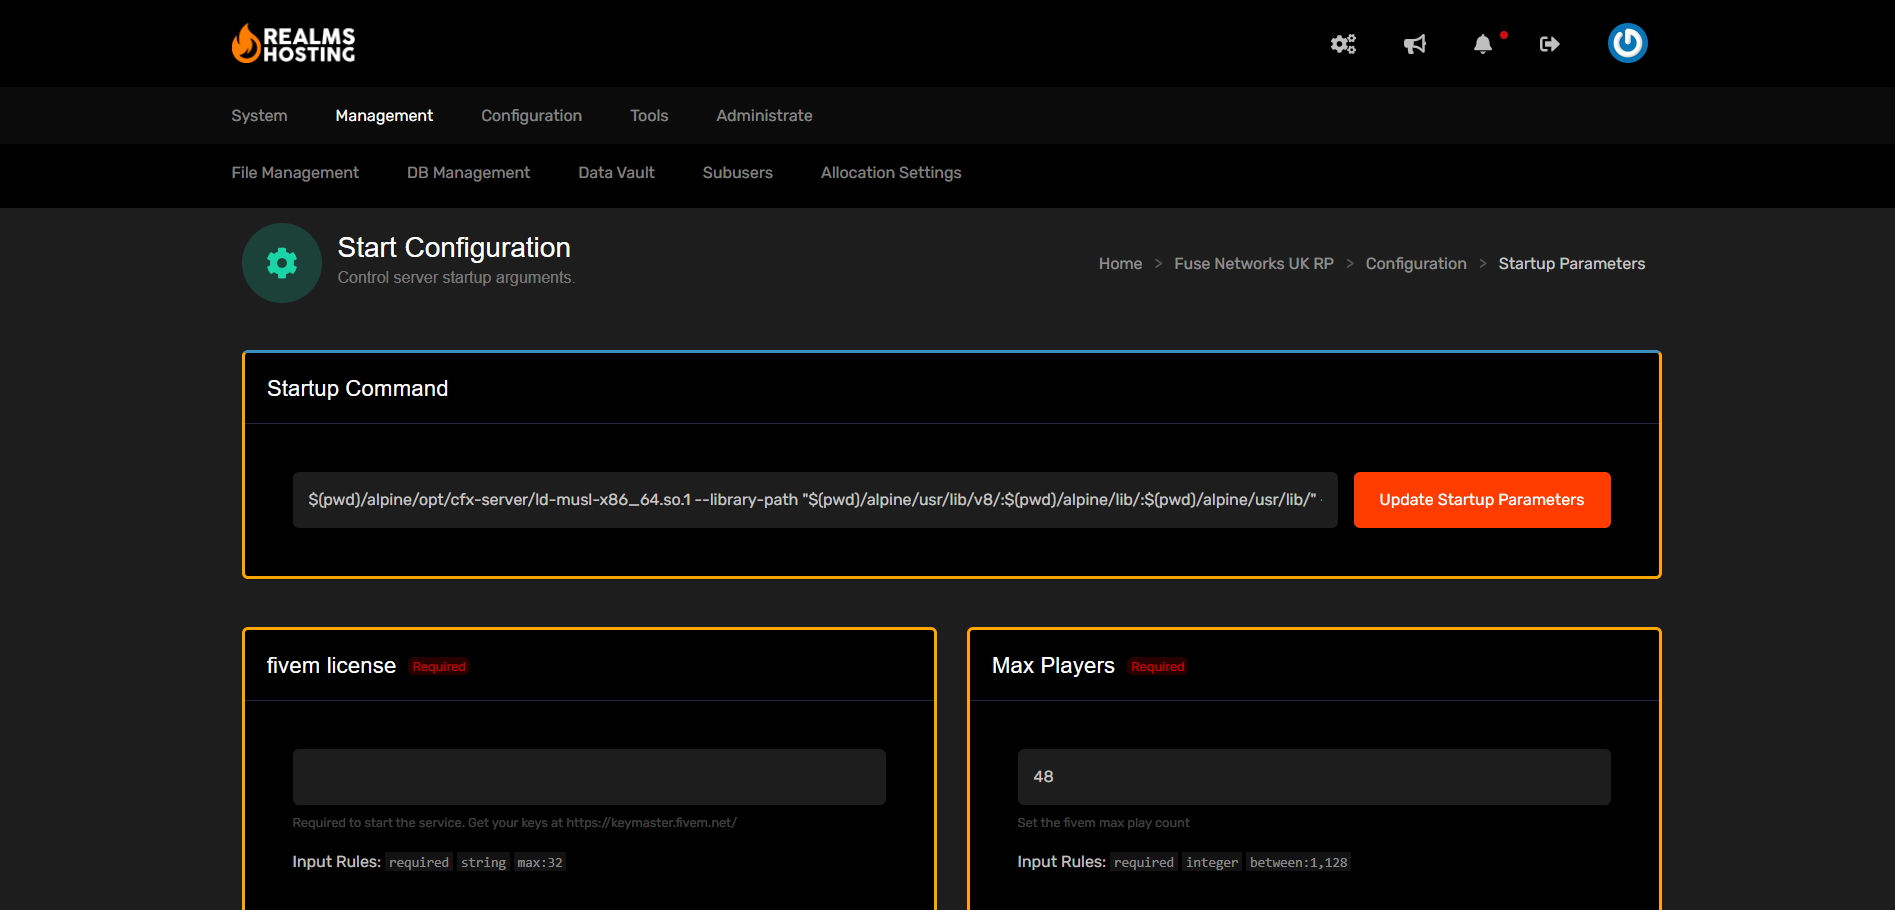 REALMS
HOSTING
System Management Configuration Tools Administrate
File Management DB Management Data Vault Subusers Allocation Settings
Start Configuration
Control server startup arguments.
Home > Fuse Networks UK RP > Configuration > Startup Parameters
Startup Command
$(pwd)/alpine/opt/cfx-server/ld-musl-x86_64.so.1 --library-path "$(pwd)/alpine/usr/lib/v8/:$(pwd)/alpine/lib/:$(pwd)/alpine/usr/lib/"
Update Startup Parameters
fivem license Required
Required to start the service. Get your keys at https://keymaster.fivem.net/
Input Rules: required string max:32
Max Players Required
48
Set the fivem max play count
Input Rules: required integer between:1,128